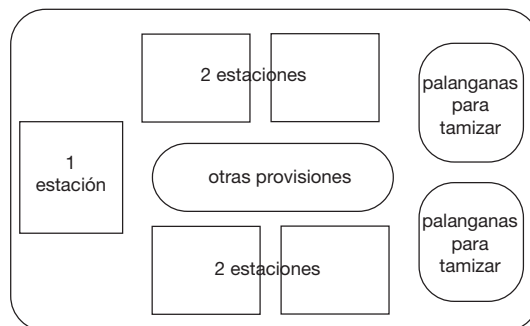 2 estaciones
palanganas
para
tamizar
1
estación
otras provisiones
palanganas
para
tamizar
2 estaciones